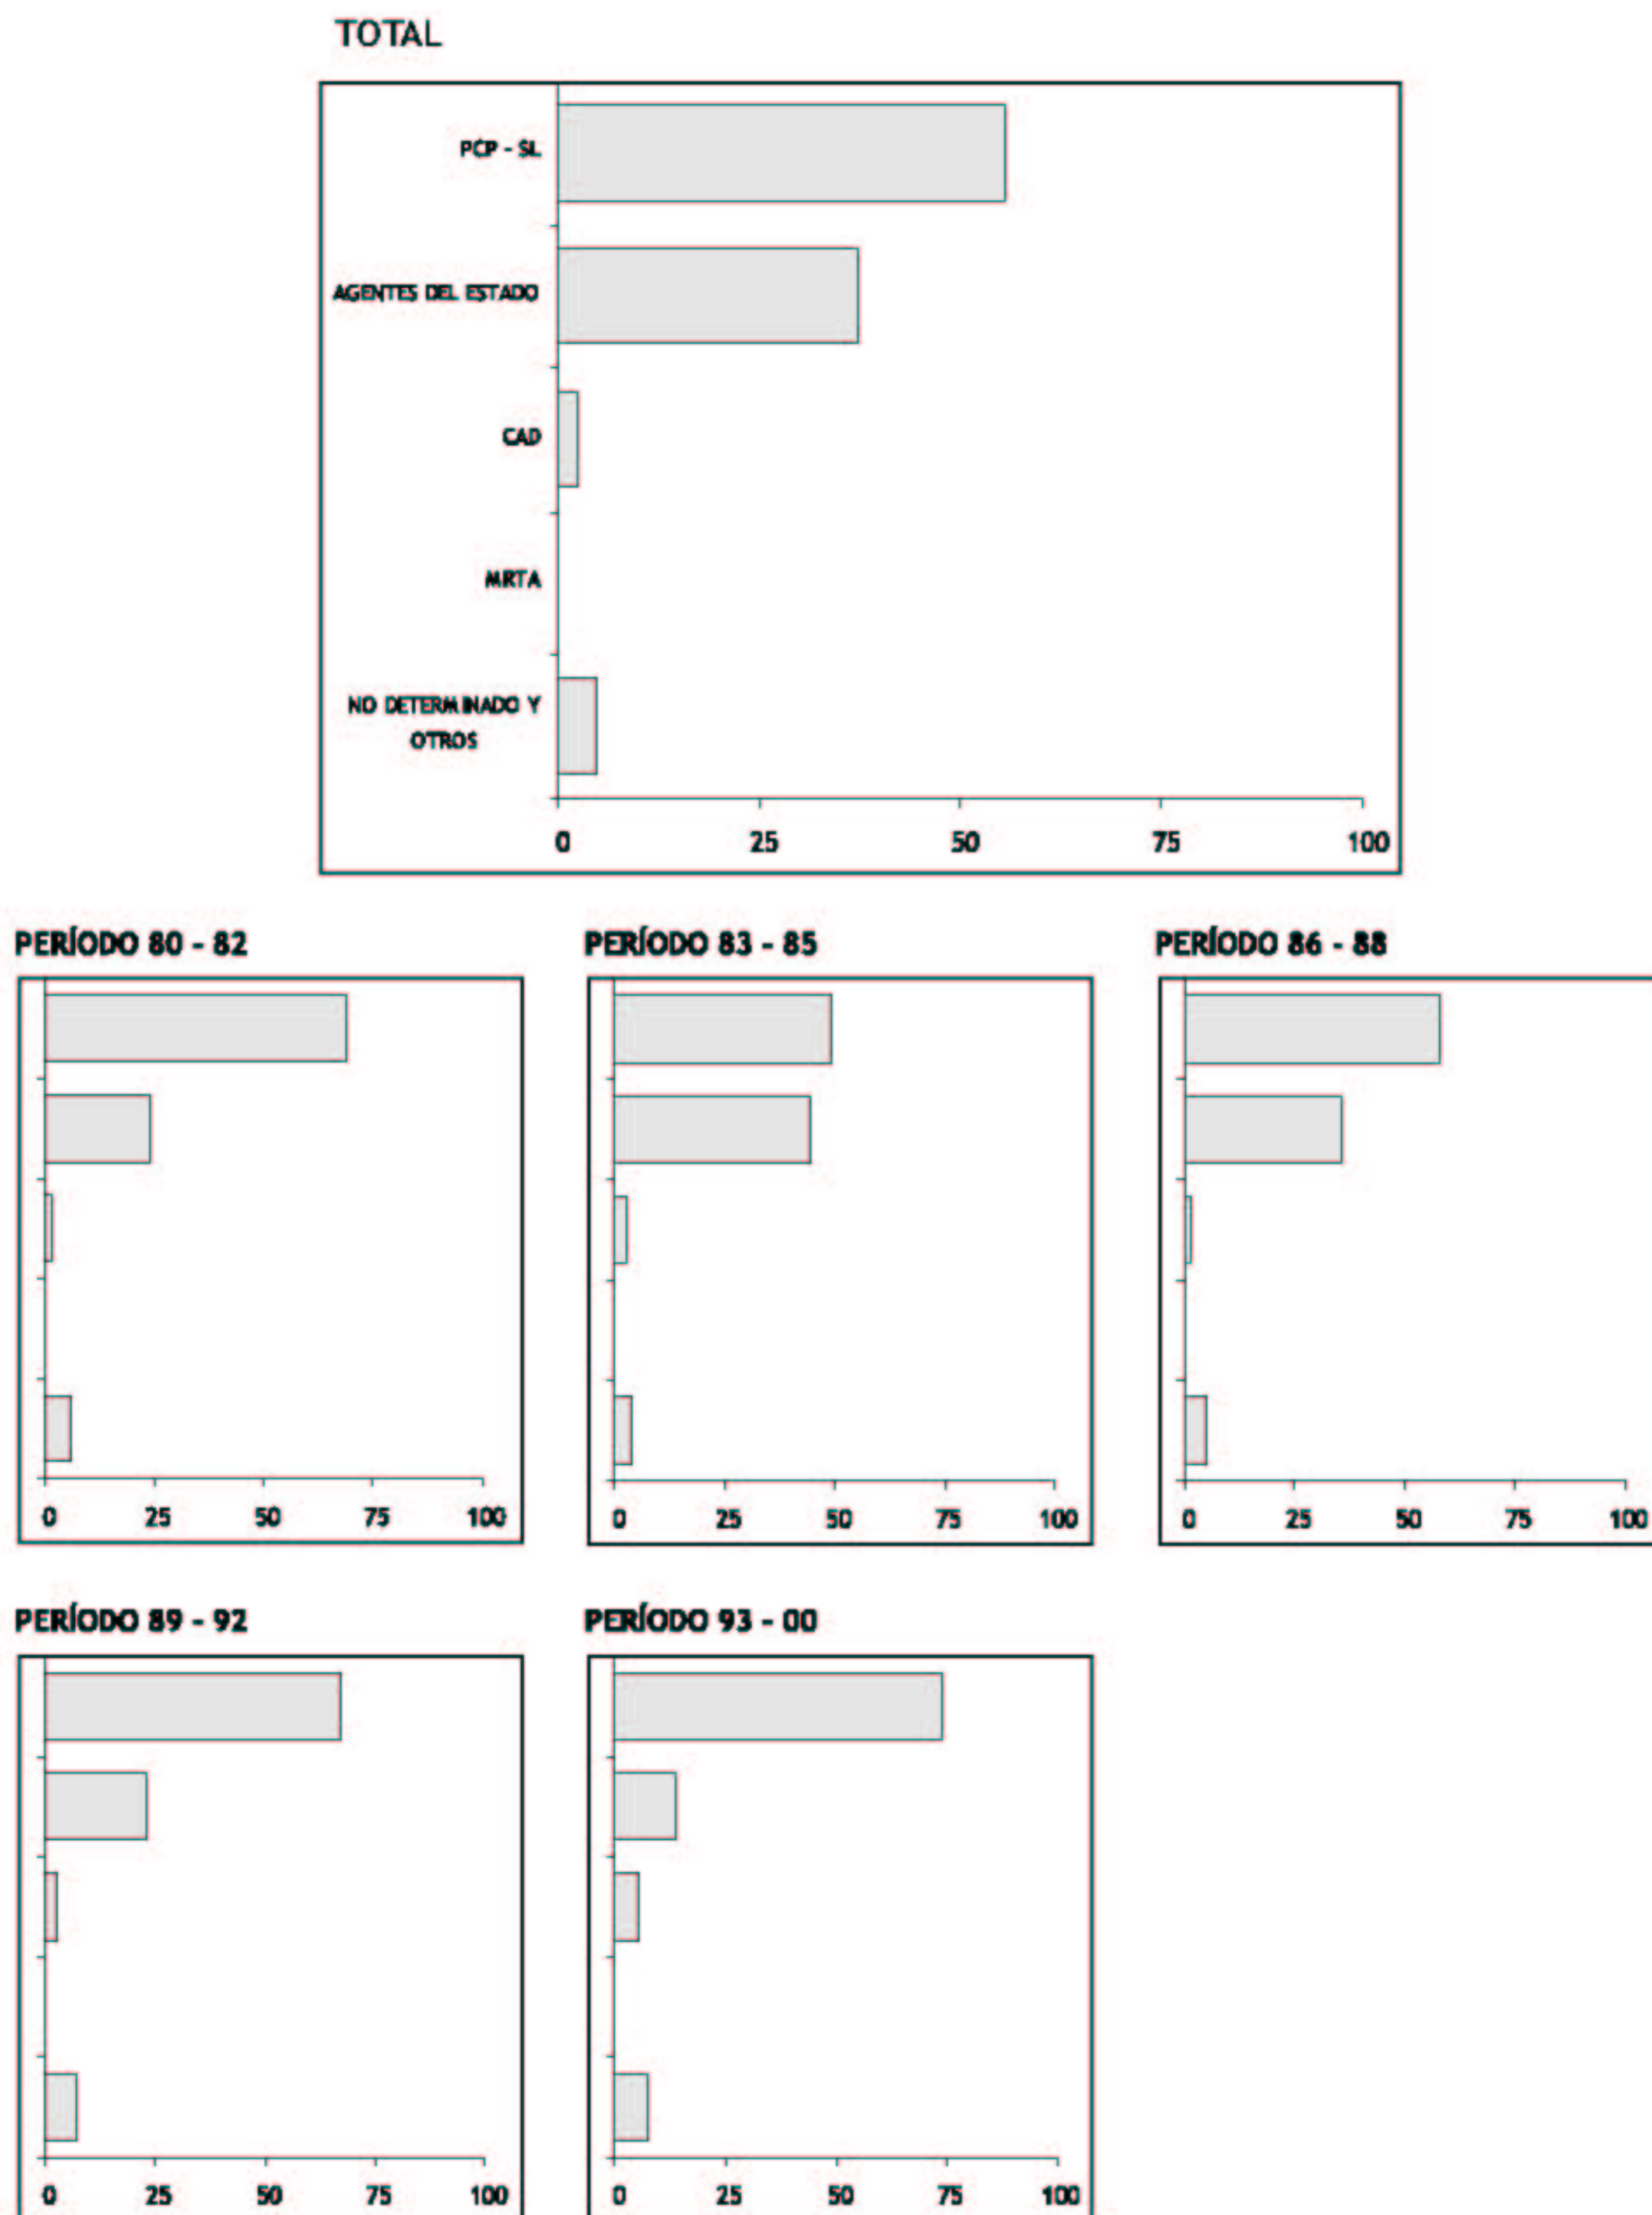 TOTAL
PCP - SL
AGENTES DEL ESTADO
CAD
MRTA
NO DETERMINADO Y
OTROS
0 25 50 75 100
PERÍODO 80 - 82
PERÍODO 83 - 85
PERÍODO 86 - 88
0 25 50 75 100
0 25 50 75 100
0 25 50 75 100
PERÍODO 89 - 92
PERÍODO 93 - 00
0 25 50 75 100
0 25 50 75 100